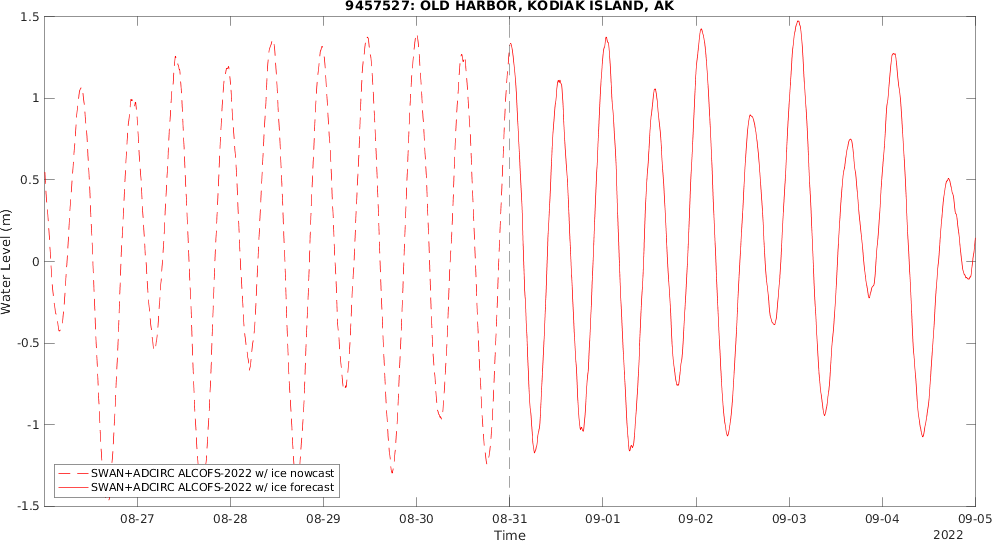 9457527: OLD HARBOR, KODIAK ISLAND, AK
1.5
1
0.5
0
-0.5
-1
-1.5
Water Level (m)
SWAN+ADCIRC ALCOFS-2022 w/ ice nowcast
SWAN+ADCIRC ALCOFS-2022 w/ ice forecast
08-27 08-28 08-29 08-30 08-31 09-01 09-02 09-03 09-04 09-05
Time
2022